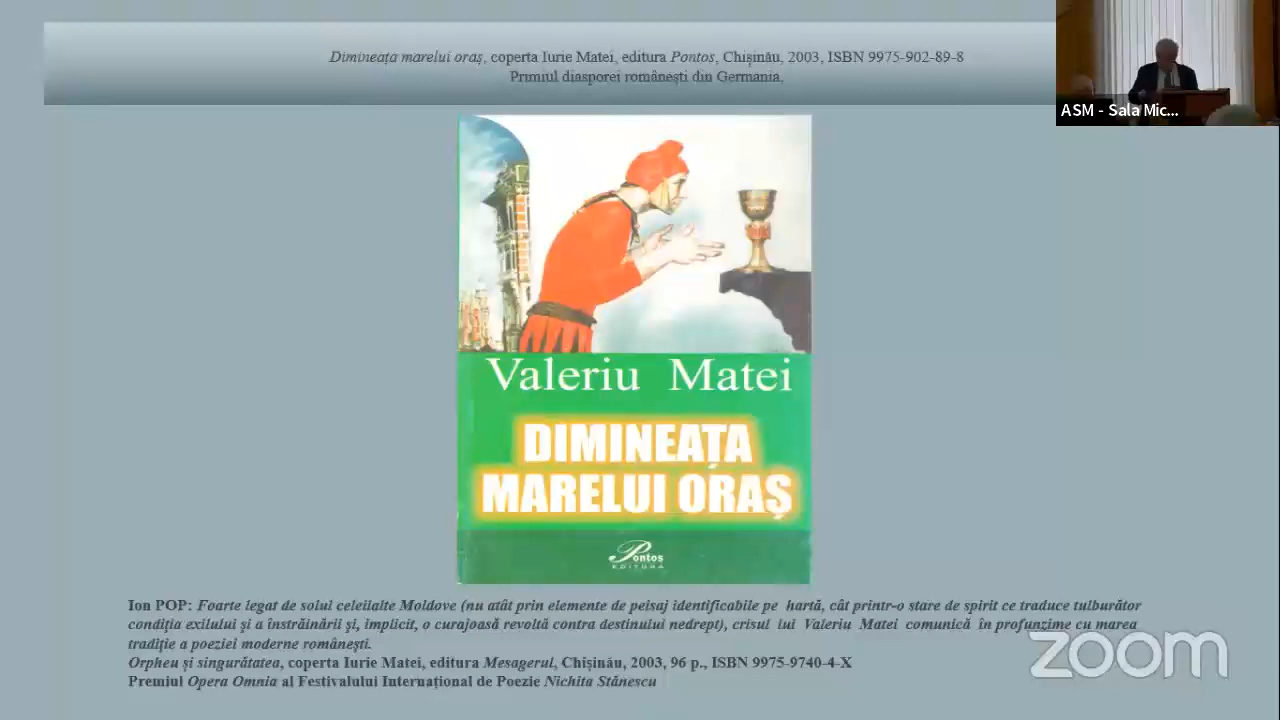 Dimineața marelui oraș, coperta Iurie Matei, editura Pontos, Chișinău, 2003, ISBN 9975-902-89-8
Premiul diasporei românești din Germania.
ASM - Sala Mic...
Valeriu Matei
DIMINEAȚA
MARELUI ORAȘ
Pontos
EDITURA
Ion POP: Foarte legat de solul celeilalte Moldove (nu atât prin elemente de peisaj identificabile pe hartă, cât printr-o stare de spirit ce traduce tulburător
condiția exilului și a înstrăinării și, implicit, o curajoasă revoltă contra destinului nedrept), scrisul lui Valeriu Matei comunică în profunzime cu marea
tradiție a poeziei moderne românești.
Orpheu și singurătatea, coperta Iurie Matei, editura Mesagerul, Chișinău, 2003, 96 p., ISBN 9975-9740-4-X
Premiul Opera Omnia al Festivalului Internațional de Poezie Nichita Stănescu
zoom